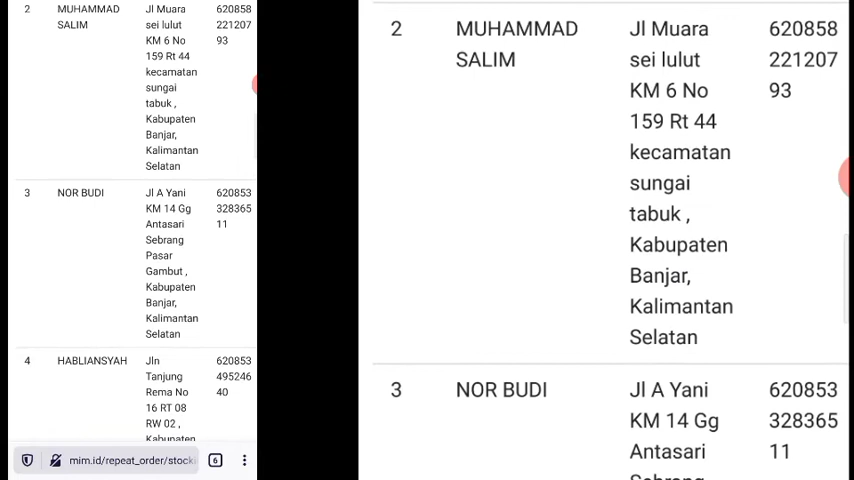 2 MUHAMMAD Jl Muara 620858
SALIM sei lulut 221207
KM 6 No 93
159 Rt 44
kecamatan
sungai
tabuk ,
Kabupaten
Banjar,
Kalimantan
Selatan
3 NOR BUDI Jl A Yani 620853
KM 14 Gg 328365
Antasari 11
Sebrang
Pasar
Gambut ,
Kabupaten
Banjar,
Kalimantan
Selatan
4 HABLIANSYAH Jln 620853
Tanjung 495246
Rema No 40
16 RT 08
RW 02 ,
Kabupaten
mim.id/repeat_order/stocki 6
2 MUHAMMAD Jl Muara 620858
SALIM sei lulut 221207
KM 6 No 93
159 Rt 44
kecamatan
sungai
tabuk ,
Kabupaten
Banjar,
Kalimantan
Selatan
3 NOR BUDI Jl A Yani 620853
KM 14 Gg 328365
Antasari 11